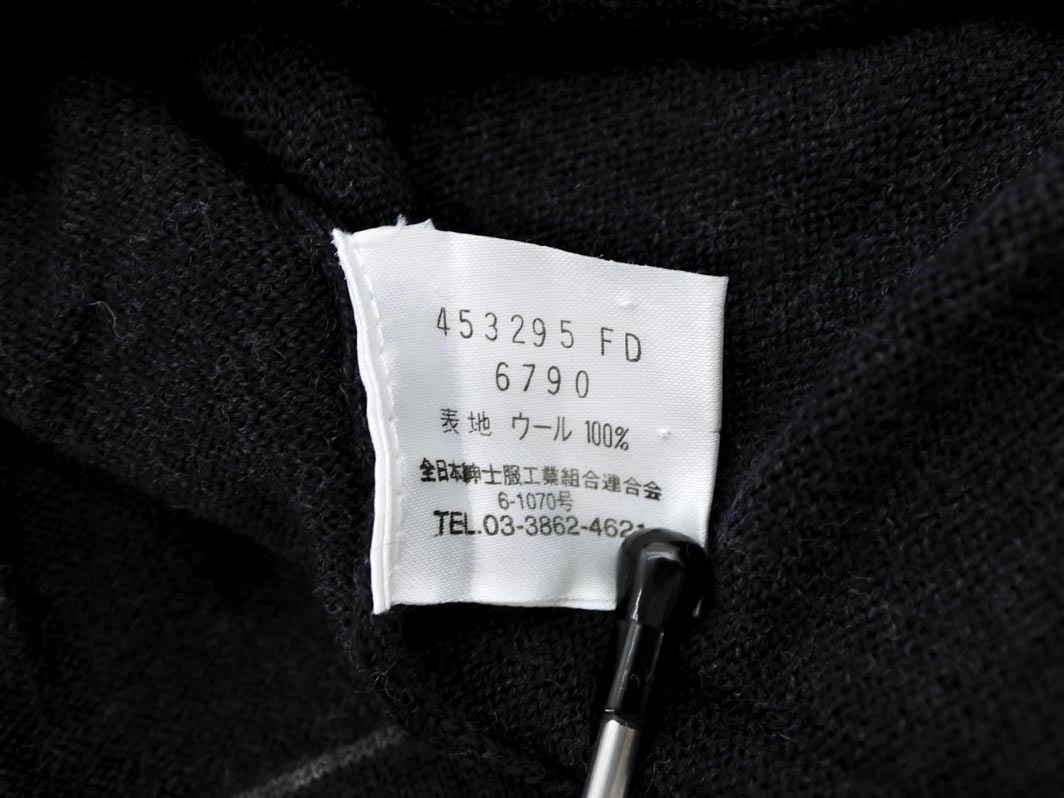 453295 FD
6790
表地 ウール 100%
全日本紳士服工業組合連合会
6-1070号
TEL.03-3862-4621